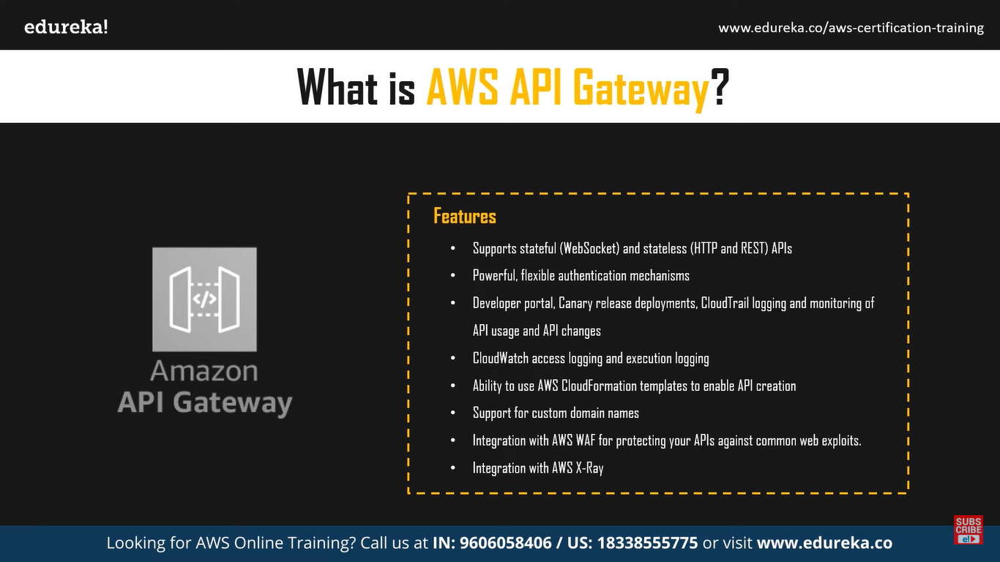 edureka!
www.edureka.co/aws-certification-training
What is AWS API Gateway?
</>
Amazon
API Gateway
Features
• Supports stateful (WebSocket) and stateless (HTTP and REST) APIs
• Powerful, flexible authentication mechanisms
• Developer portal, Canary release deployments, CloudTrail logging and monitoring of
API usage and API changes
• CloudWatch access logging and execution logging
• Ability to use AWS CloudFormation templates to enable API creation
• Support for custom domain names
• Integration with AWS WAF for protecting your APIs against common web exploits.
• Integration with AWS X-Ray
SUBS
CRIBE
e!
Looking for AWS Online Training? Call us at IN: 9606058406 / US: 18338555775 or visit www.edureka.co